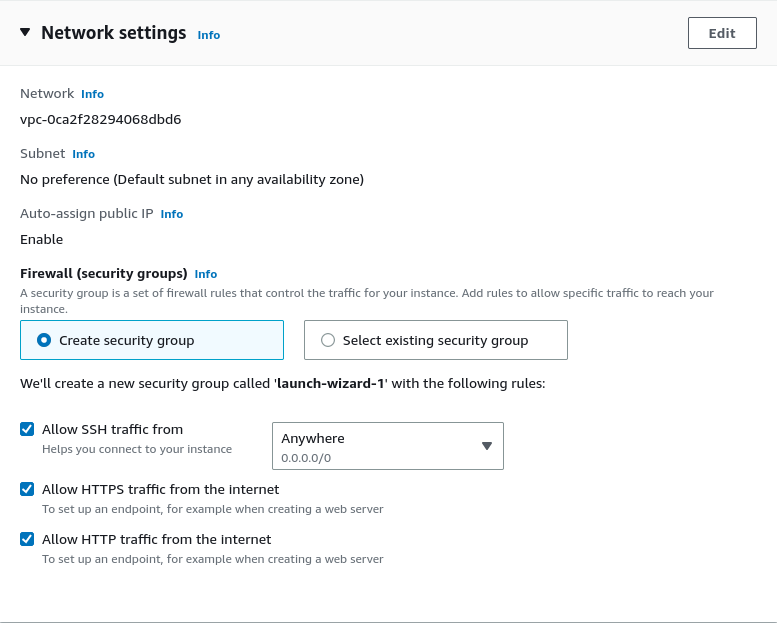 Network settings Info
Edit
Network Info
vpc-0ca2f28294068dbd6
Subnet Info
No preference (Default subnet in any availability zone)
Auto-assign public IP Info
Enable
Firewall (security groups) Info
A security group is a set of firewall rules that control the traffic for your instance. Add rules to allow specific traffic to reach your
instance.
Create security group
Select existing security group
We'll create a new security group called 'launch-wizard-1' with the following rules:
Allow SSH traffic from
Helps you connect to your instance
Anywhere
0.0.0.0/0
Allow HTTPS traffic from the internet
To set up an endpoint, for example when creating a web server
Allow HTTP traffic from the internet
To set up an endpoint, for example when creating a web server